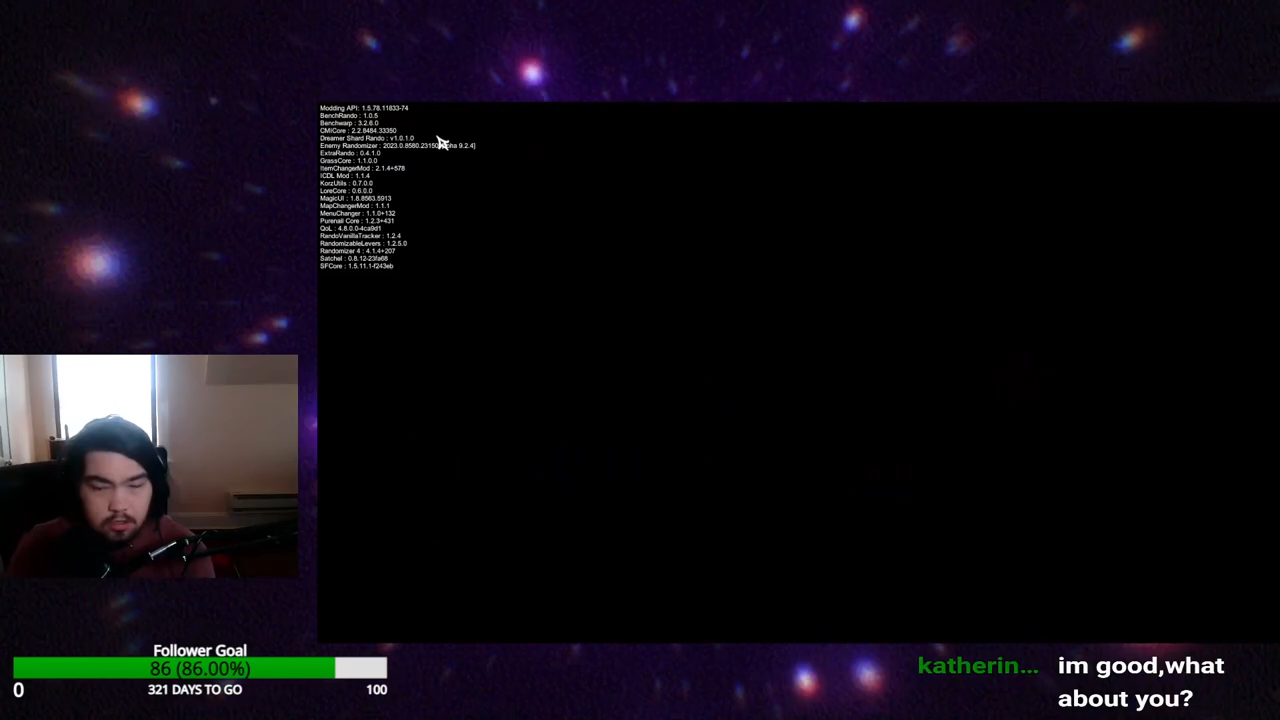 Modding API: 1.5.78.11833-74
BenchRando : 1.0.5
Benchwarp : 3.2.6.0
CMICore : 2.2.8484.33350
Dreamer Shard Rando : v1.0.1.0
Enemy Randomizer : 2023.0.8580.2315 ha 9.2.4]
ExtraRando : 0.4.1.0
GrassCore : 1.1.0.0
ItemChangerMod : 2.1.4+578
ICDL Mod : 1.1.4
KorzUtils : 0.7.0.0
LoreCore : 0.6.0.0
MagicUI : 1.8.8563.5913
MapChangerMod : 1.1.1
MenuChanger : 1.1.0+132
Purenail Core : 1.2.3+431
QoL : 4.8.0.0-4ca9d1
RandoVanillaTracker : 1.2.4
RandomizableLevers : 1.2.5.0
Randomizer 4 : 4.1.4+207
Satchel : 0.8.12-23fa68
SFCore : 1.5.11.1-f243eb
Follower Goal
86 (86.00%)
0 321 DAYS TO GO 100
katherin... im good,what
about you?